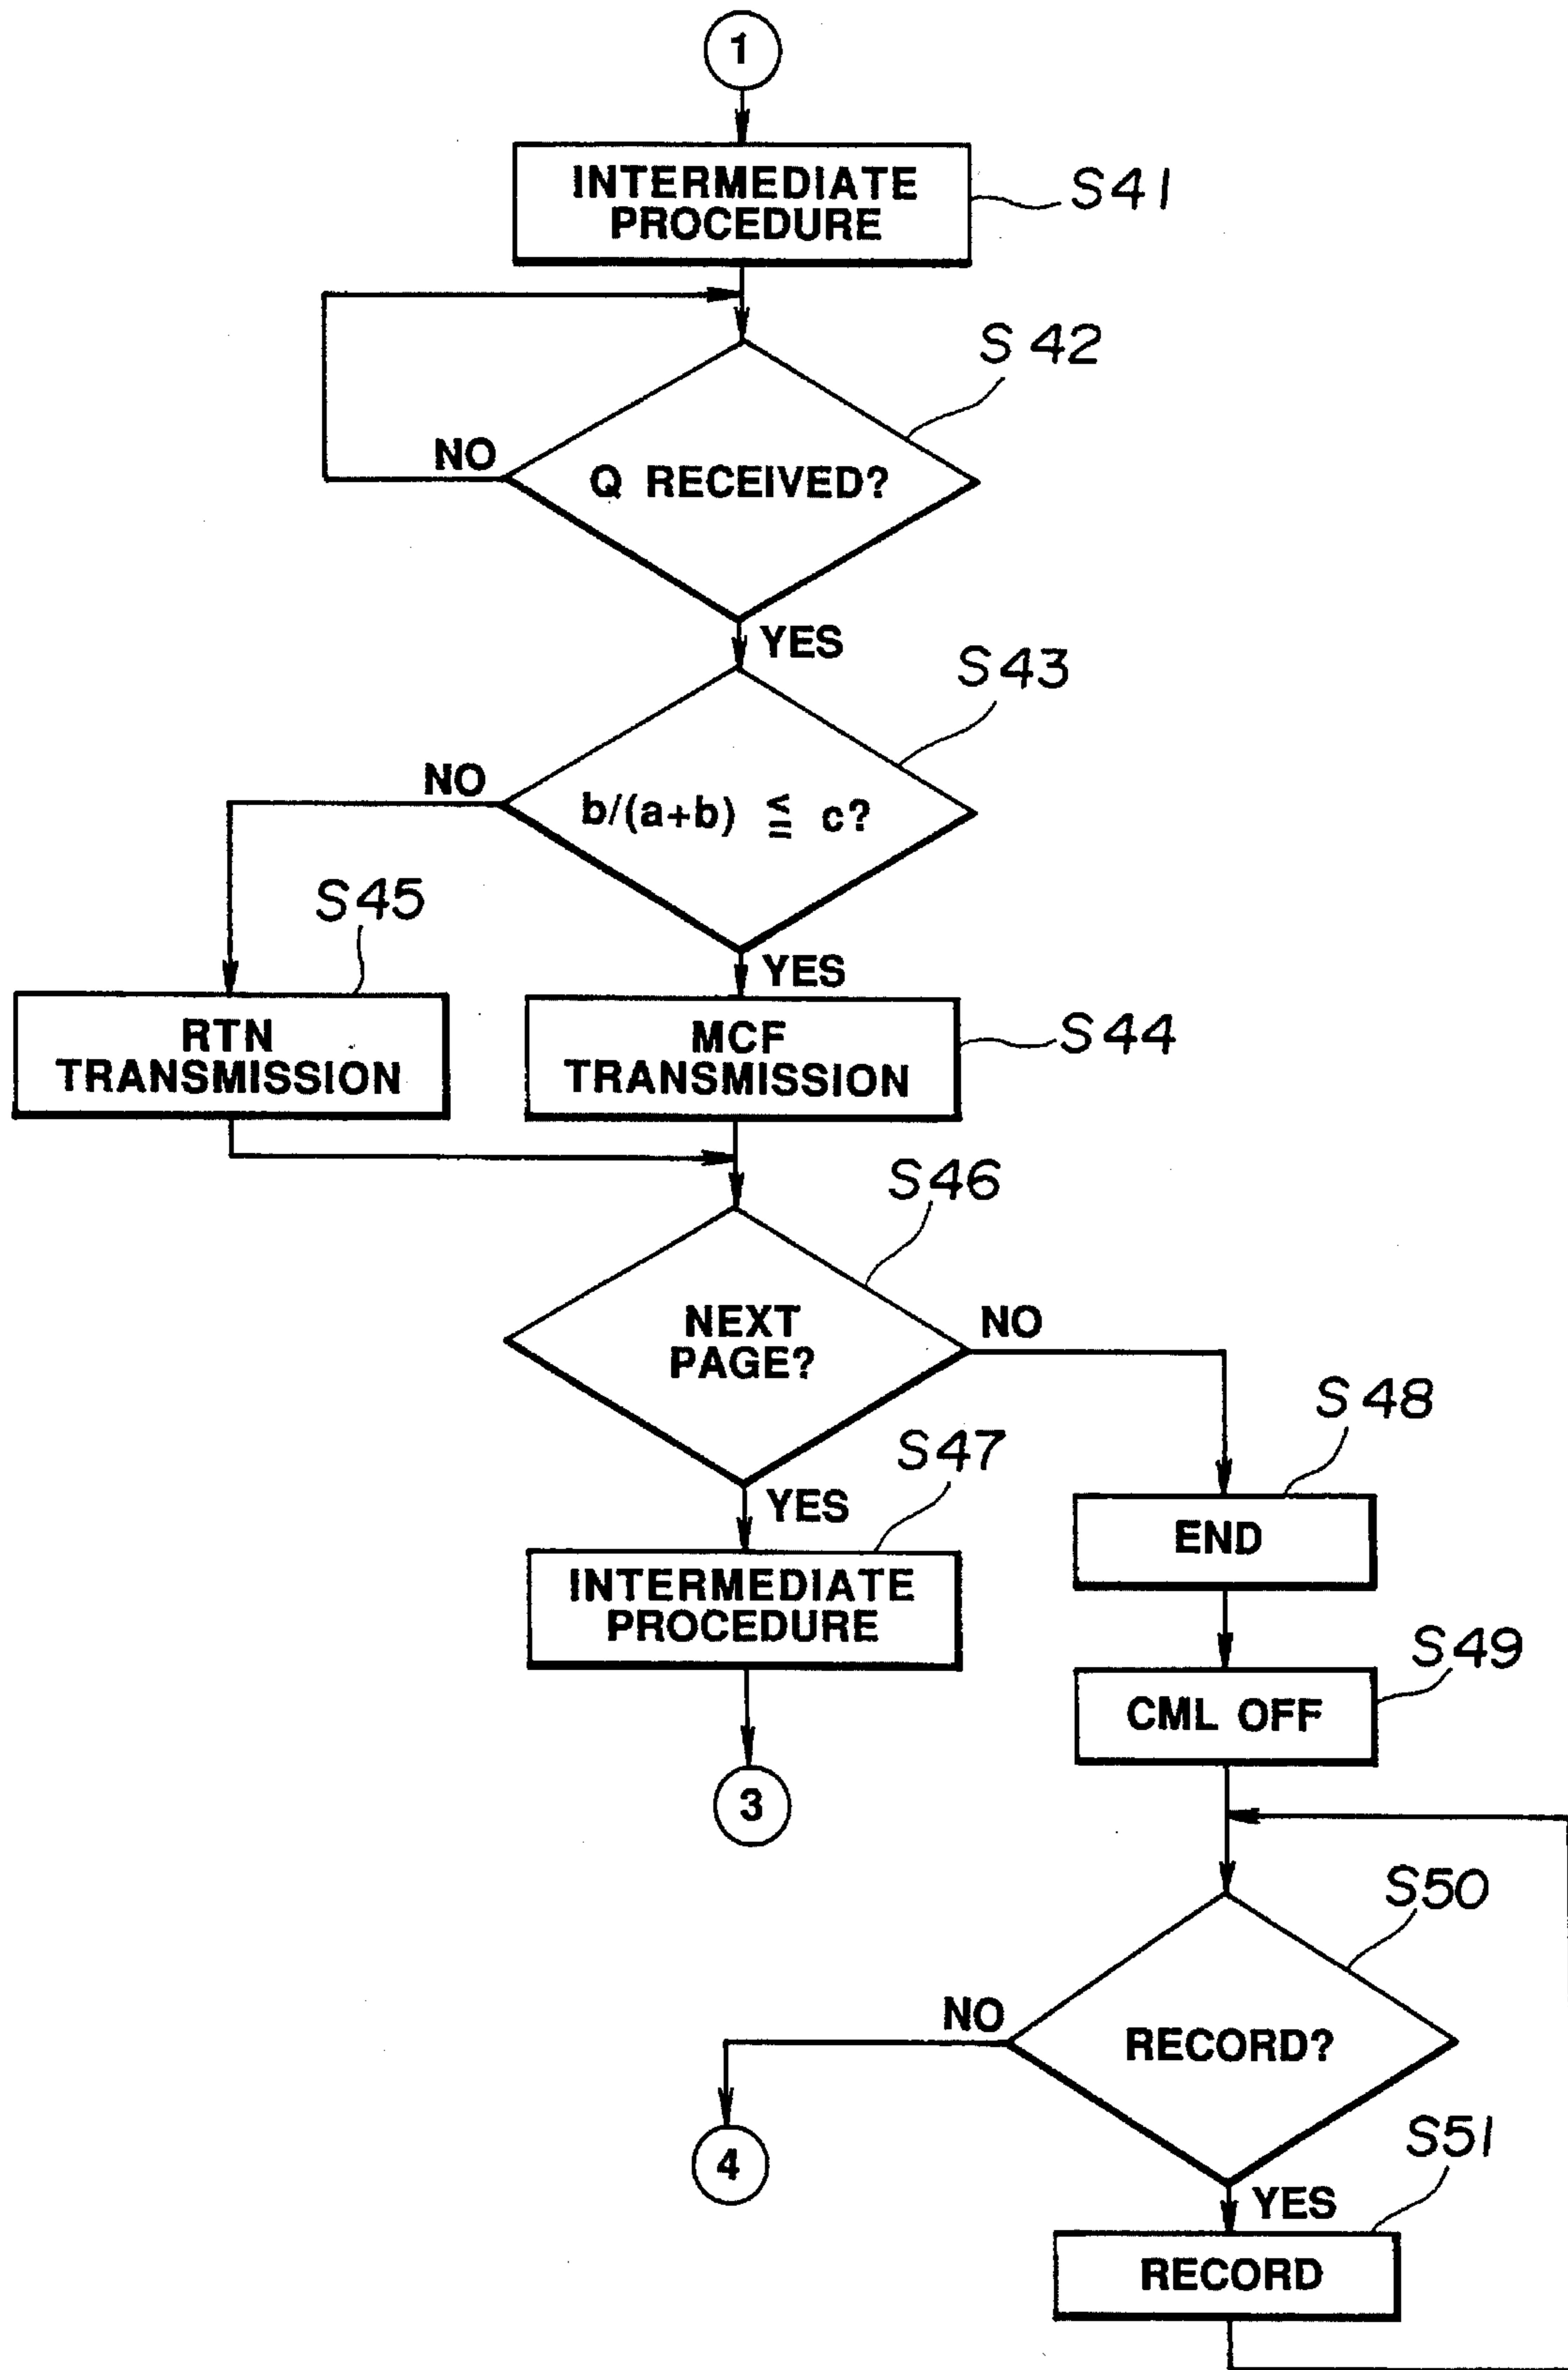 1
INTERMEDIATE
PROCEDURE
S41
S42
NO
Q RECEIVED?
YES
S43
NO
b/(a+b) ≦ c?
S45
YES
RTN
TRANSMISSION
MCF
TRANSMISSION
S44
S46
NEXT
PAGE?
NO
S48
S47
YES
END
INTERMEDIATE
PROCEDURE
S49
CML OFF
3
S50
NO
RECORD?
4
S51
YES
RECORD